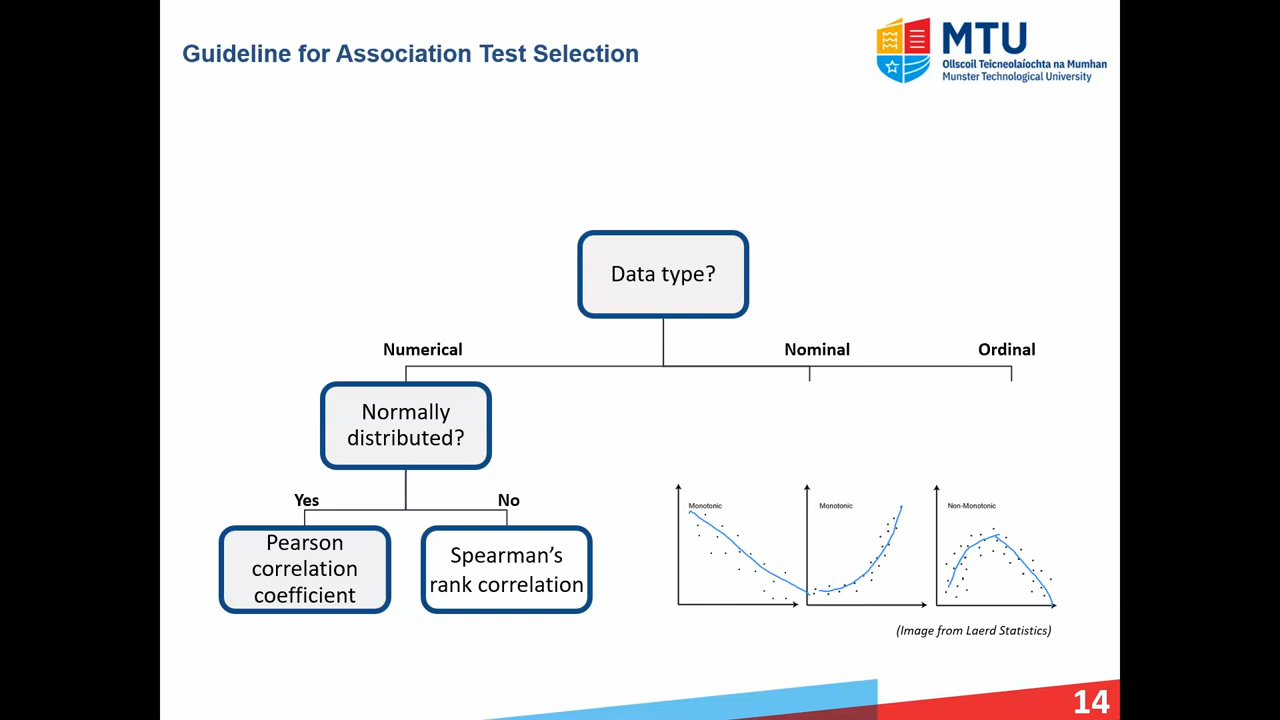 Guideline for Association Test Selection
MTU
Ollscoil Teicneolaíochta na Mumhan
Munster Technological University
Data type?
Numerical
Nominal
Ordinal
Normally
distributed?
Yes
No
Pearson
correlation
coefficient
Spearman's
rank correlation
Monotonic
Monotonic
Non-Monotonic
(Image from Laerd Statistics)
14